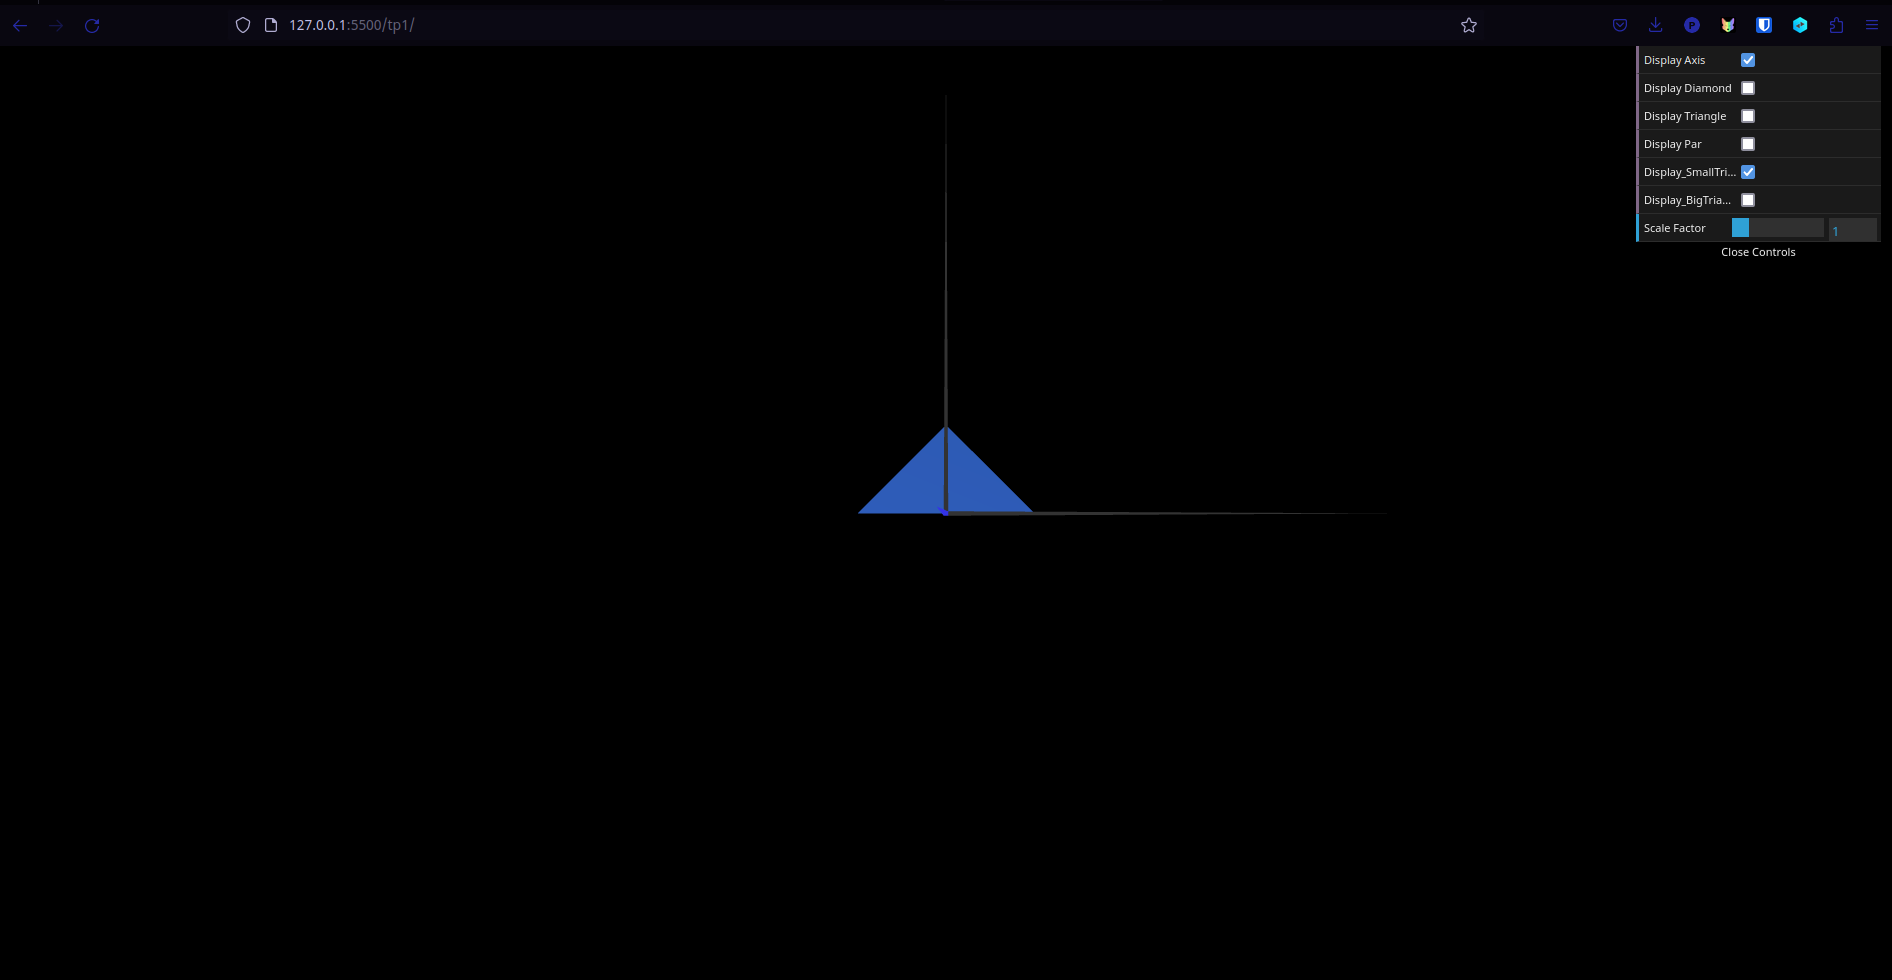 127.0.0.1:5500/tp1/
Display Axis
Display Diamond
Display Triangle
Display Par
Display_SmallTri...
Display_BigTria...
Scale Factor 1
Close Controls